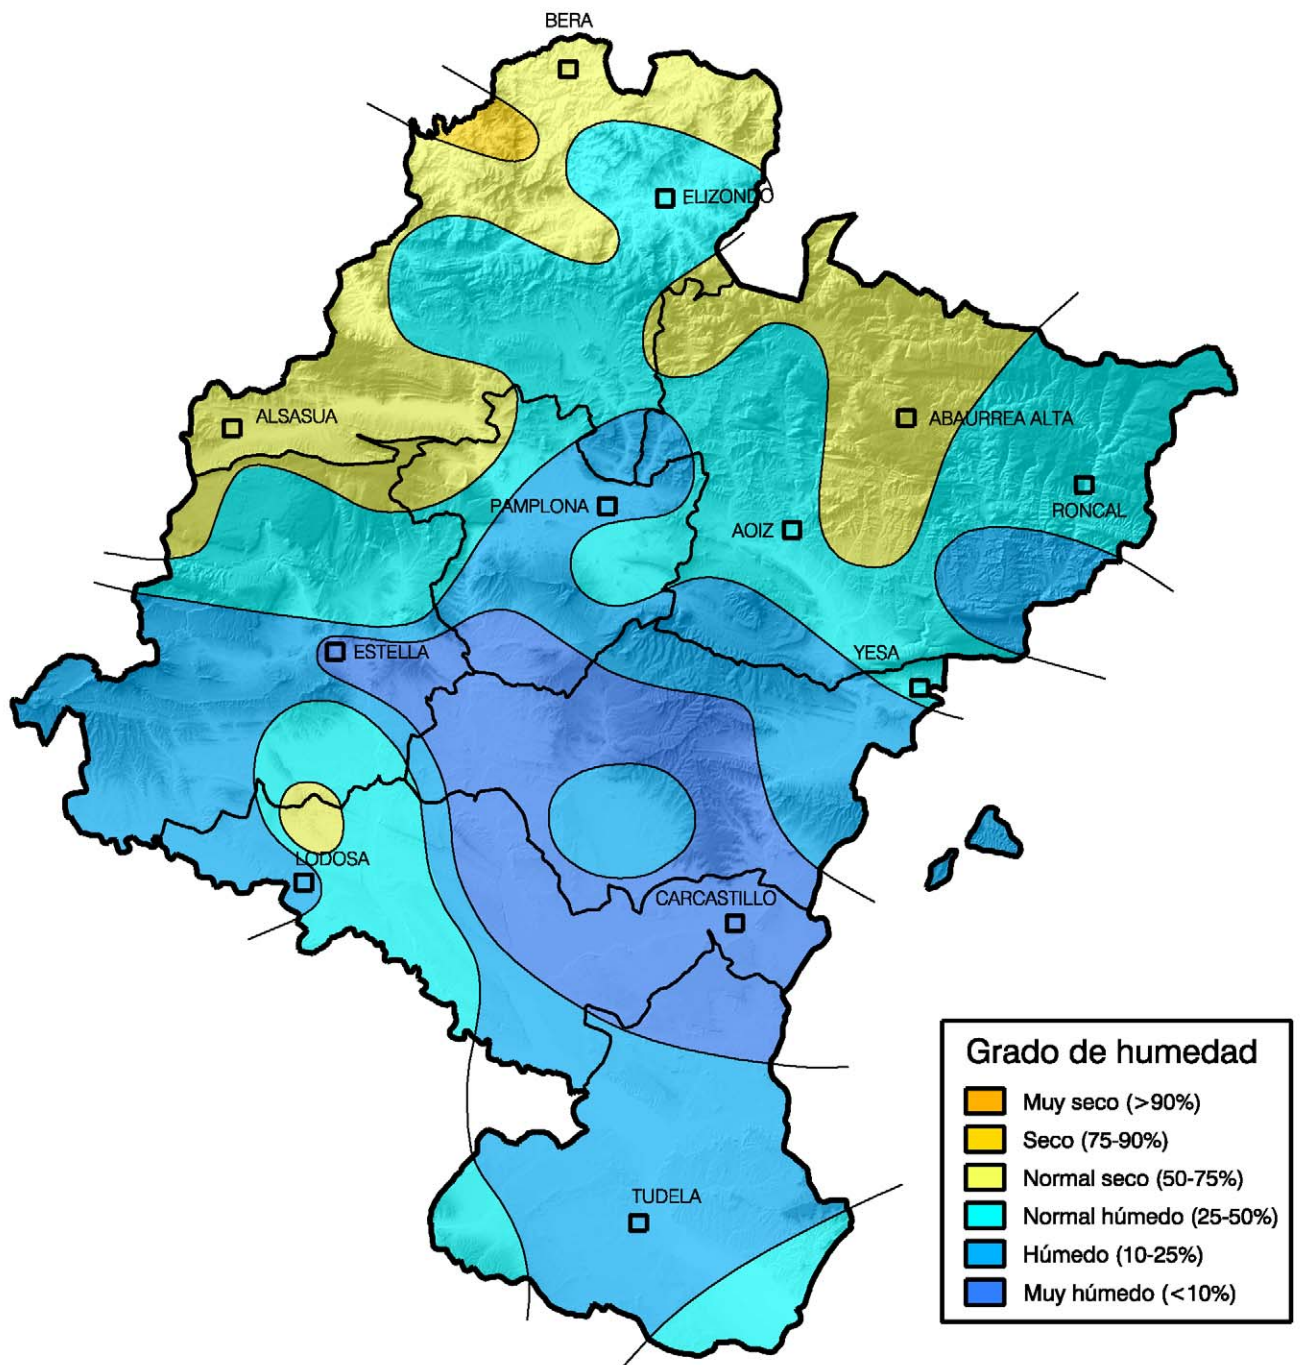 BERA
ELIZONDO
ALSASUA
ABAURREA ALTA
PAMPLONA
RONCAL
AOIZ
ESTELLA
YESA
LODOSA
CARCASTILLO
TUDELA
Grado de humedad
Muy seco (>90%)
Seco (75-90%)
Normal seco (50-75%)
Normal húmedo (25-50%)
Húmedo (10-25%)
Muy húmedo (<10%)